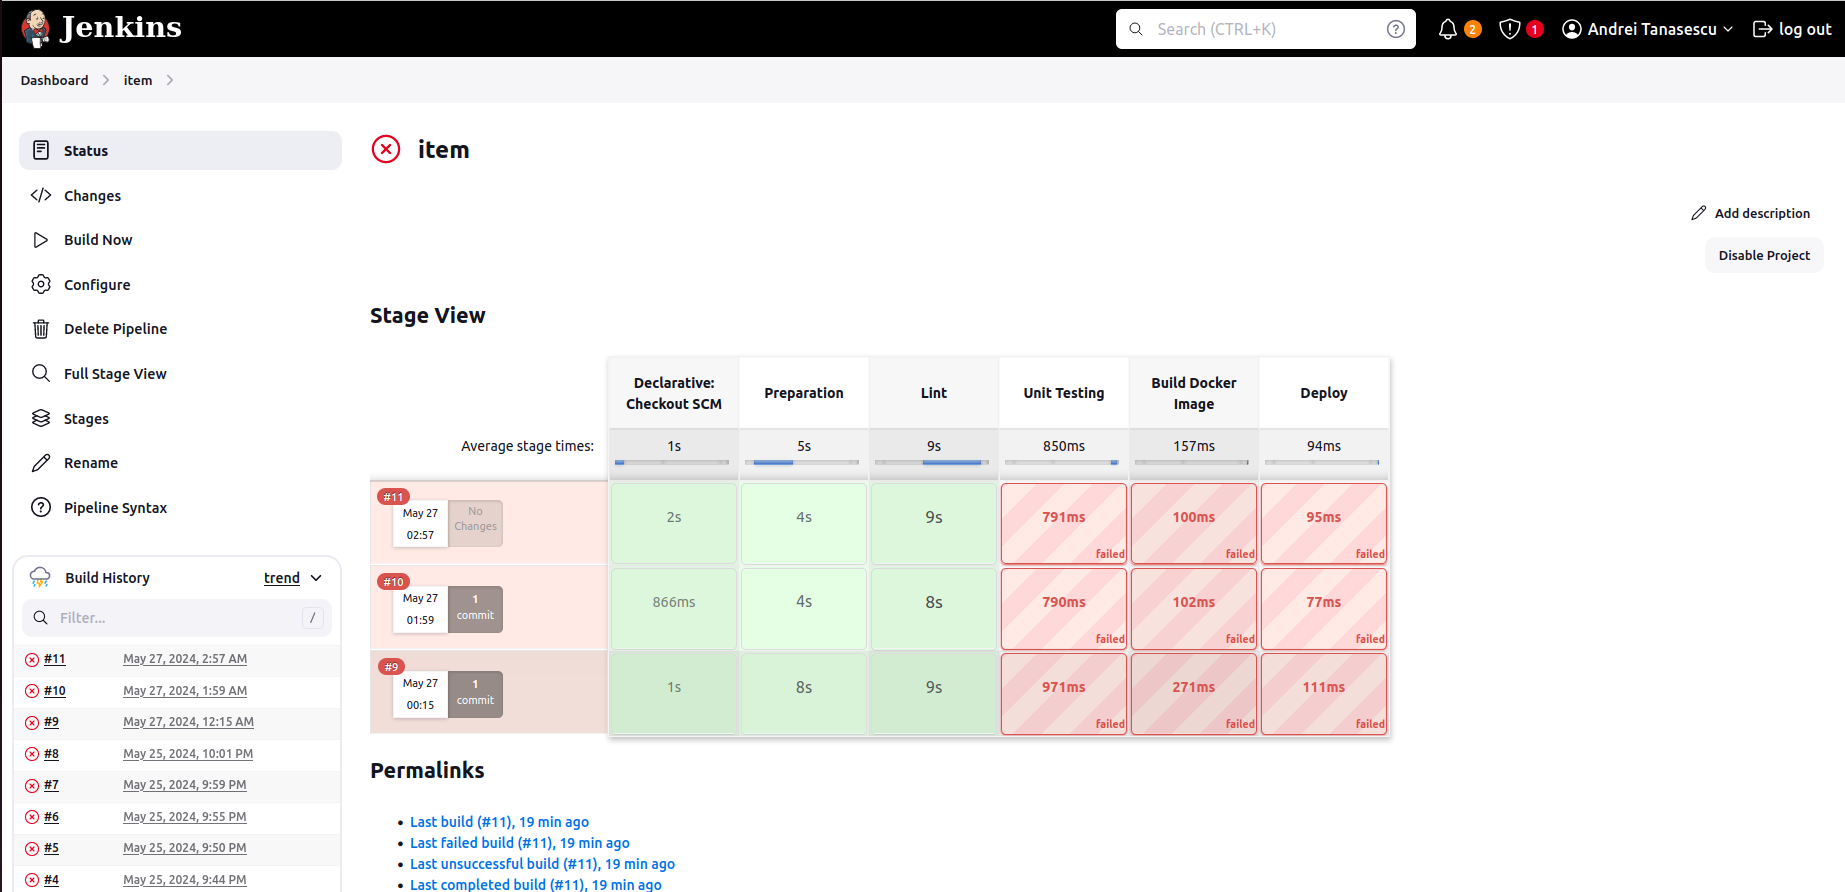 Jenkins
Search (CTRL+K)
2
1
Andrei Tanasescu
log out
Dashboard
item
Status
Changes
Build Now
Configure
Delete Pipeline
Full Stage View
Stages
Rename
Pipeline Syntax
Build History
trend
Filter...
/
#11 May 27, 2024, 2:57 AM
#10 May 27, 2024, 1:59 AM
#9 May 27, 2024, 12:15 AM
#8 May 25, 2024, 10:01 PM
#7 May 25, 2024, 9:59 PM
#6 May 25, 2024, 9:55 PM
#5 May 25, 2024, 9:50 PM
#4 May 25, 2024, 9:44 PM
item
Add description
Disable Project
Stage View
Declarative: Checkout SCM
Preparation
Lint
Unit Testing
Build Docker Image
Deploy
Average stage times:
1s
5s
9s
850ms
157ms
94ms
#11
May 27
02:57
No Changes
2s
4s
9s
791ms
failed
100ms
failed
95ms
failed
#10
May 27
01:59
1 commit
866ms
4s
8s
790ms
failed
102ms
failed
77ms
failed
#9
May 27
00:15
1 commit
1s
8s
9s
971ms
failed
271ms
failed
111ms
failed
Permalinks
Last build (#11), 19 min ago
Last failed build (#11), 19 min ago
Last unsuccessful build (#11), 19 min ago
Last completed build (#11), 19 min ago